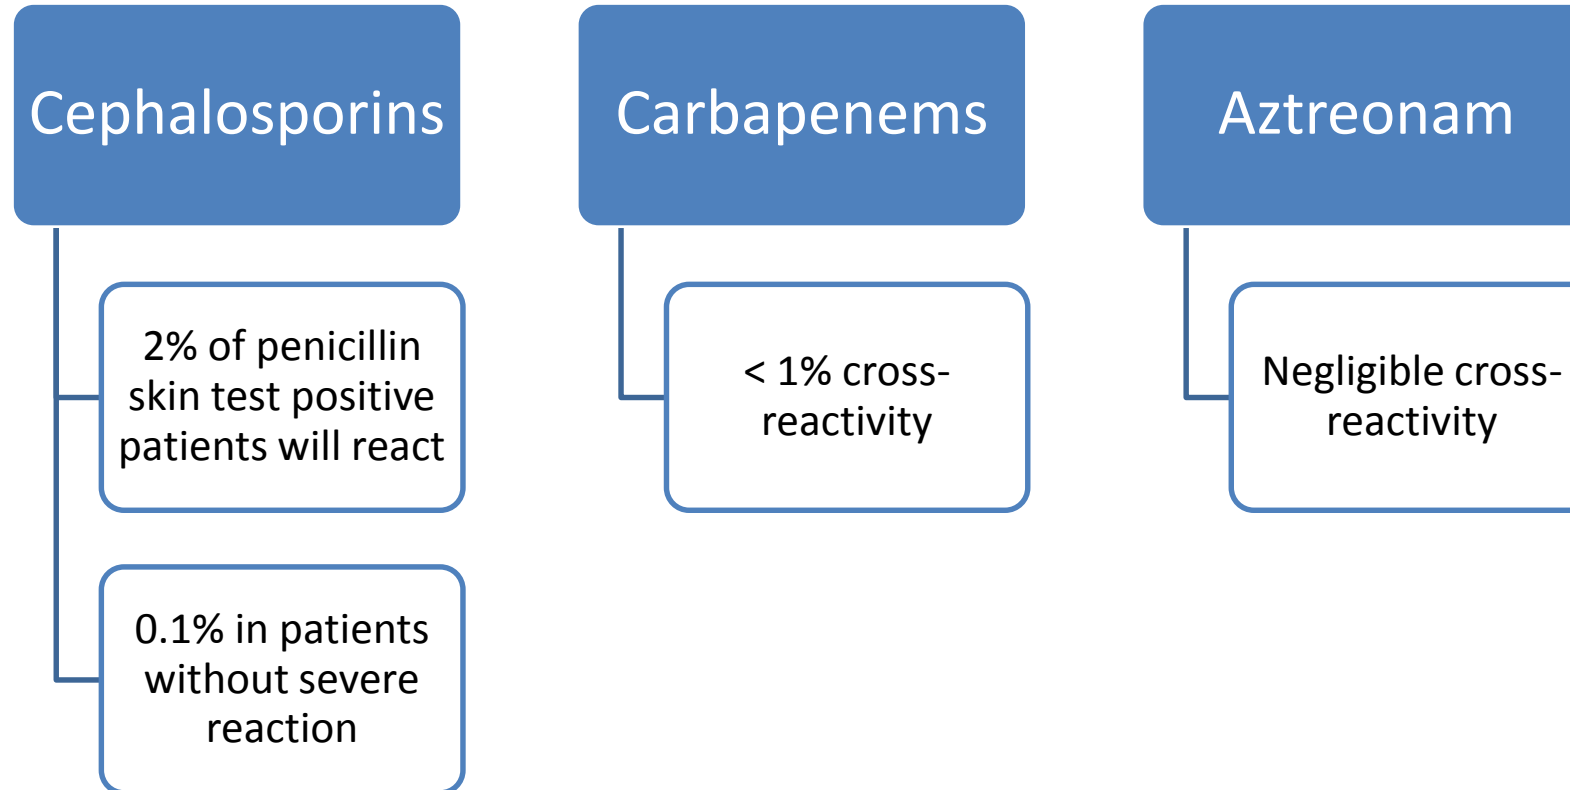 Cephalosporins
2% of penicillin
skin test positive
patients will react
0.1% in patients
without severe
reaction
Carbapenems
< 1% cross-
reactivity
Aztreonam
Negligible cross-
reactivity